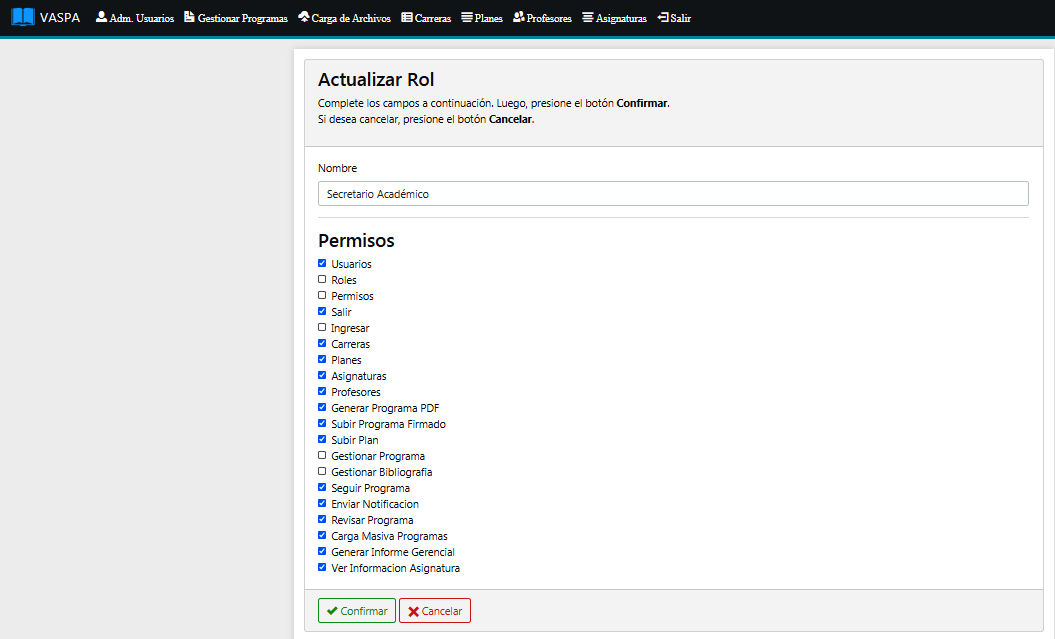 VASPA Adm. Usuarios Gestionar Programas Carga de Archivos Carreras Planes Profesores Asignaturas Salir
Actualizar Rol
Complete los campos a continuación. Luego, presione el botón Confirmar.
Si desea cancelar, presione el botón Cancelar.
Nombre
Secretario Académico
Permisos
Usuarios
Roles
Permisos
Salir
Ingresar
Carreras
Planes
Asignaturas
Profesores
Generar Programa PDF
Subir Programa Firmado
Subir Plan
Gestionar Programa
Gestionar Bibliografia
Seguir Programa
Enviar Notificacion
Revisar Programa
Carga Masiva Programas
Generar Informe Gerencial
Ver Informacion Asignatura
Confirmar Cancelar